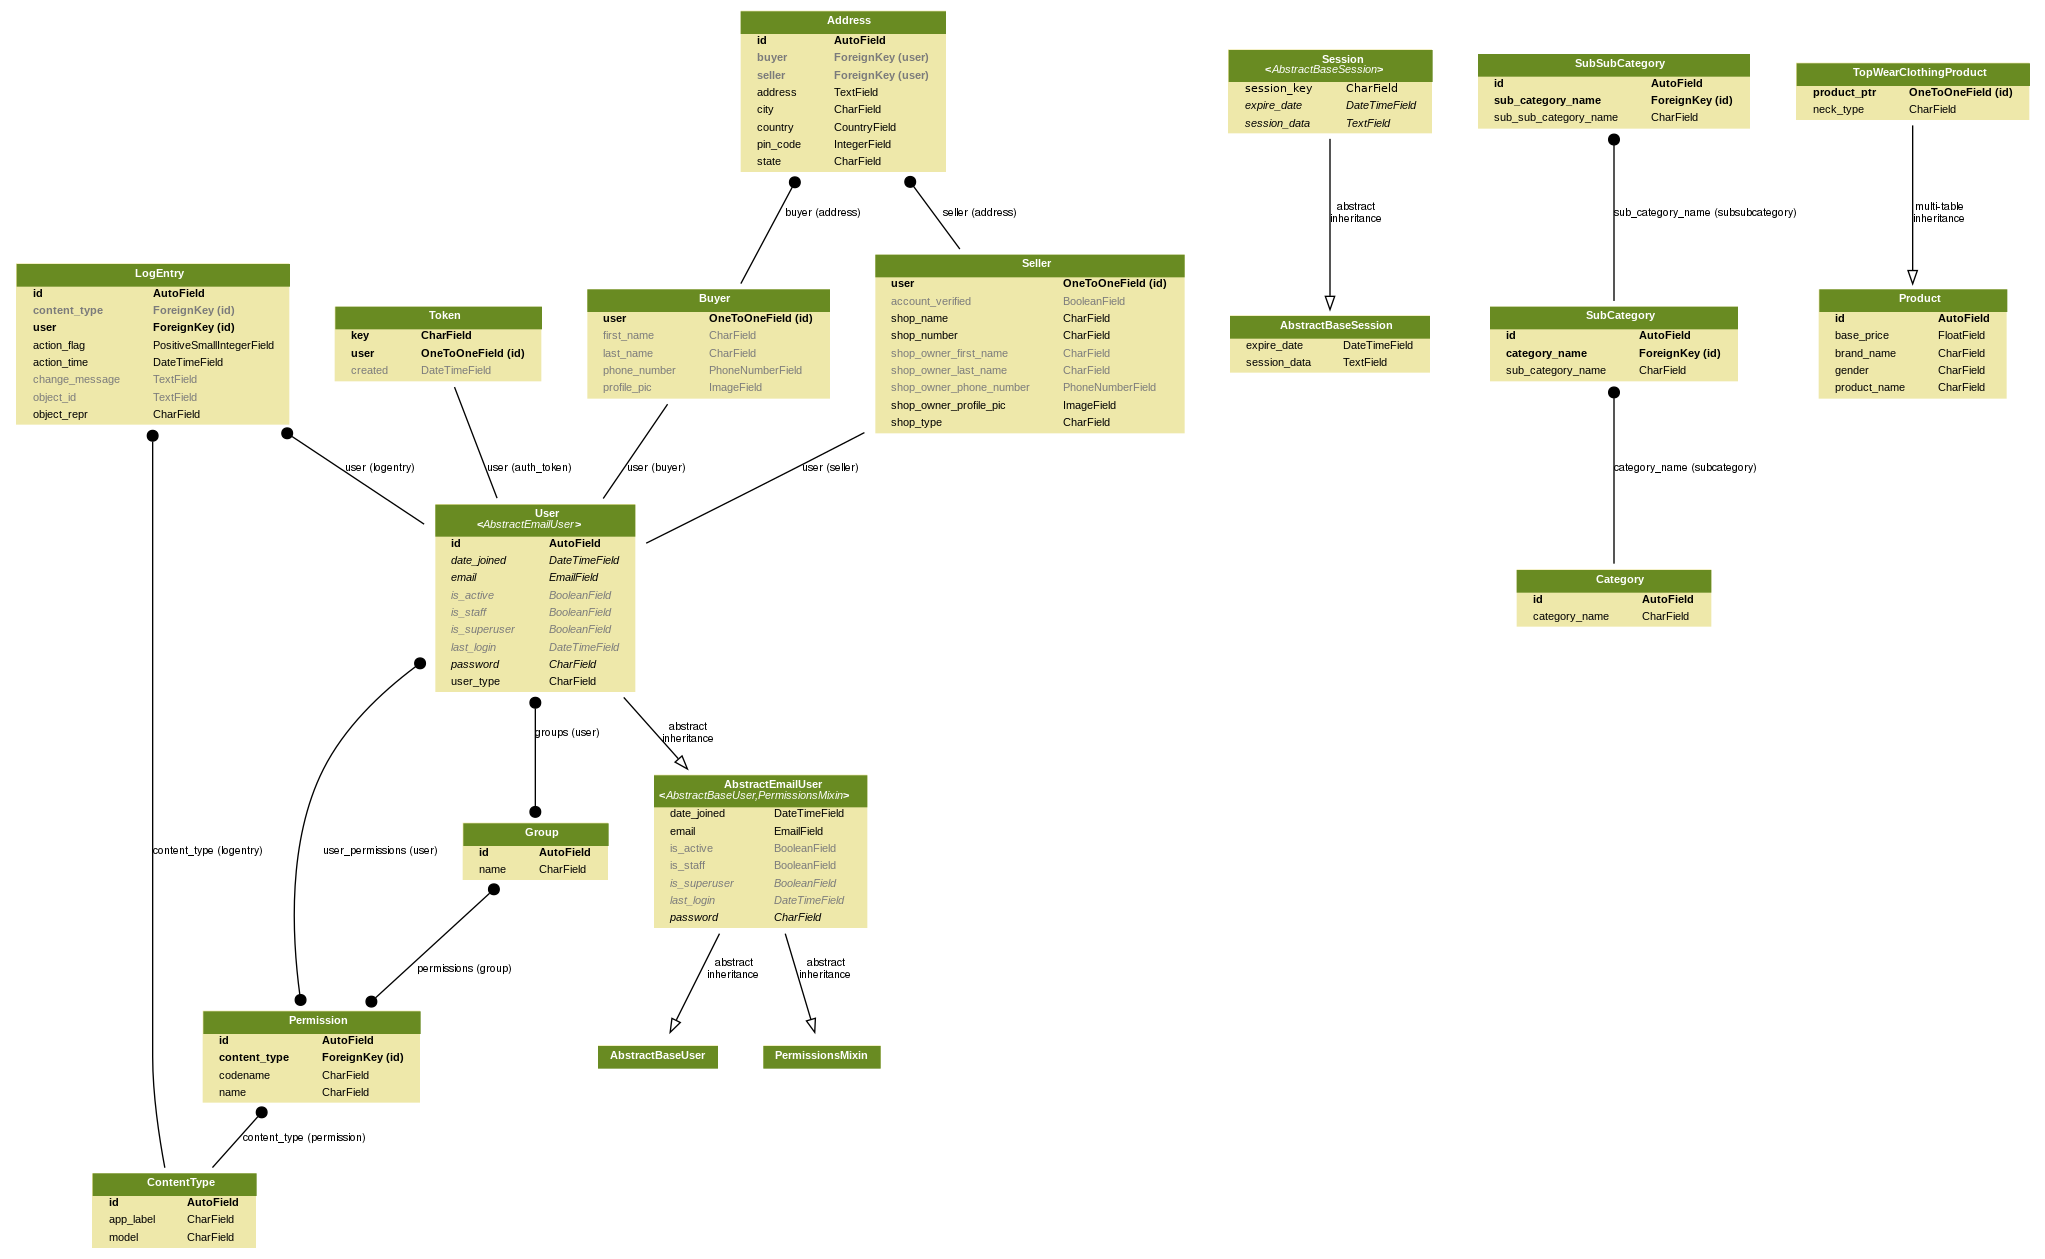 Address
id AutoField
buyer ForeignKey (user)
seller ForeignKey (user)
address TextField
city CharField
country CountryField
pin_code IntegerField
state CharField
buyer (address)
seller (address)
Session
<AbstractBaseSession>
session_key CharField
expire_date DateTimeField
session_data TextField
abstract
inheritance
SubSubCategory
id AutoField
sub_category_name ForeignKey (id)
sub_sub_category_name CharField
sub_category_name (subsubcategory)
TopWearClothingProduct
product_ptr OneToOneField (id)
neck_type CharField
multi-table
inheritance
LogEntry
id AutoField
content_type ForeignKey (id)
user ForeignKey (id)
action_flag PositiveSmallIntegerField
action_time DateTimeField
change_message TextField
object_id TextField
object_repr CharField
Token
key CharField
user OneToOneField (id)
created DateTimeField
Buyer
user OneToOneField (id)
first_name CharField
last_name CharField
phone_number PhoneNumberField
profile_pic ImageField
Seller
user OneToOneField (id)
account_verified BooleanField
shop_name CharField
shop_number CharField
shop_owner_first_name CharField
shop_owner_last_name CharField
shop_owner_phone_number PhoneNumberField
shop_owner_profile_pic ImageField
shop_type CharField
AbstractBaseSession
expire_date DateTimeField
session_data TextField
SubCategory
id AutoField
category_name ForeignKey (id)
sub_category_name CharField
Product
id AutoField
base_price FloatField
brand_name CharField
gender CharField
product_name CharField
user (logentry)
user (auth_token)
user (buyer)
user (seller)
category_name (subcategory)
User
<AbstractEmailUser>
id AutoField
date_joined DateTimeField
email EmailField
is_active BooleanField
is_staff BooleanField
is_superuser BooleanField
last_login DateTimeField
password CharField
user_type CharField
Category
id AutoField
category_name CharField
groups (user)
abstract
inheritance
content_type (logentry)
user_permissions (user)
Group
id AutoField
name CharField
AbstractEmailUser
<AbstractBaseUser,PermissionsMixin>
date_joined DateTimeField
email EmailField
is_active BooleanField
is_staff BooleanField
is_superuser BooleanField
last_login DateTimeField
password CharField
permissions (group)
abstract
inheritance
abstract
inheritance
Permission
id AutoField
content_type ForeignKey (id)
codename CharField
name CharField
AbstractBaseUser
PermissionsMixin
content_type (permission)
ContentType
id AutoField
app_label CharField
model CharField